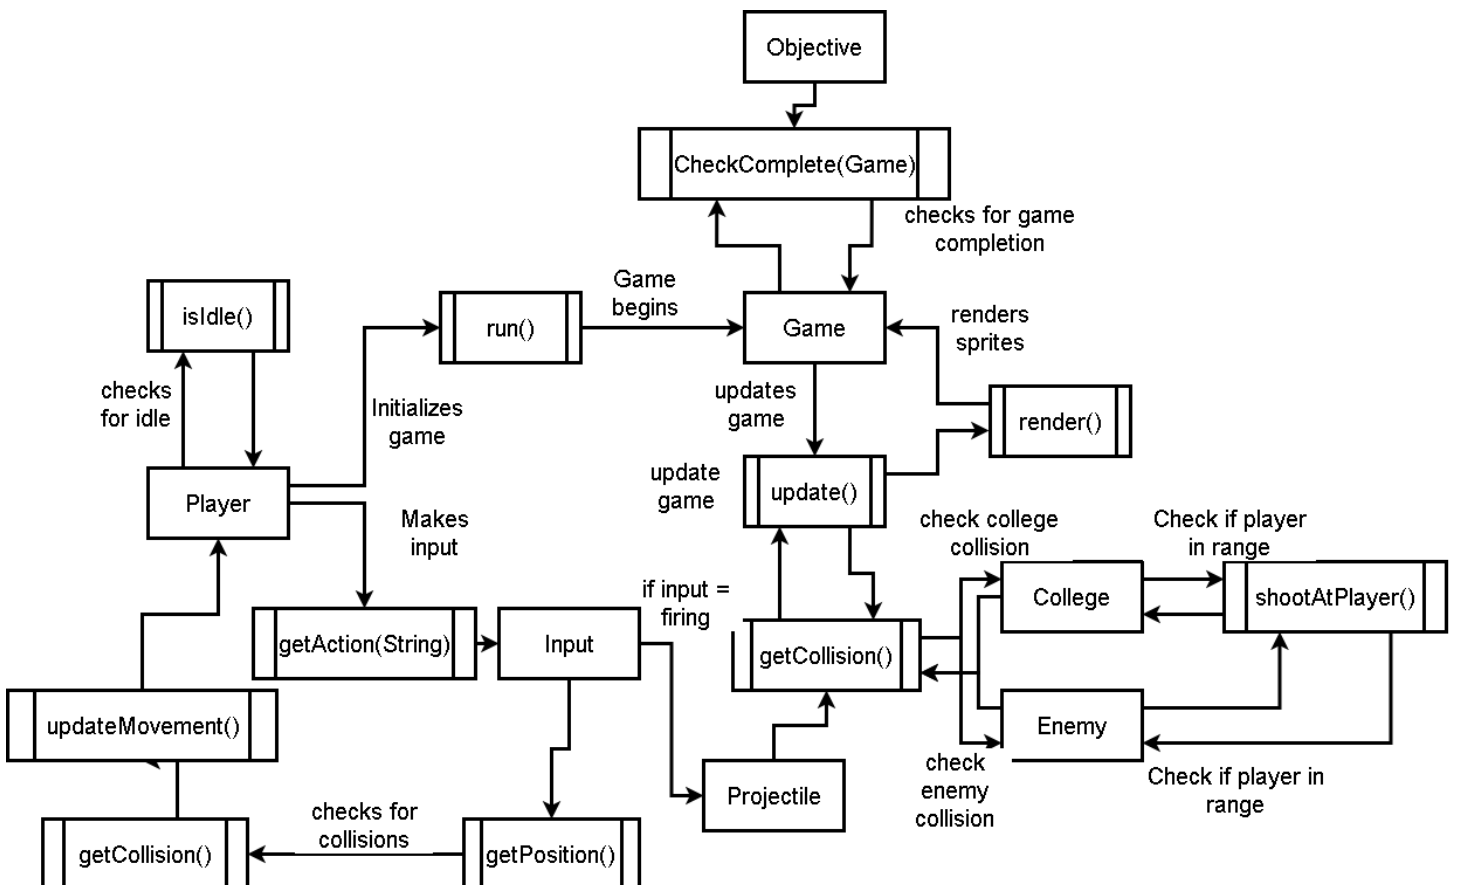 Objective
CheckComplete(Game)
checks for game
completion
isIdle()
run()
Game
begins
Game
renders
sprites
checks
for idle
Initializes
game
updates
game
render()
Player
update
game
update()
Makes
input
check college
collision
Check if player
in range
if input =
firing
College
shootAtPlayer()
getAction(String)
Input
getCollision()
updateMovement()
Enemy
check
enemy
collision
Check if player in
range
Projectile
checks for
collisions
getCollision()
getPosition()